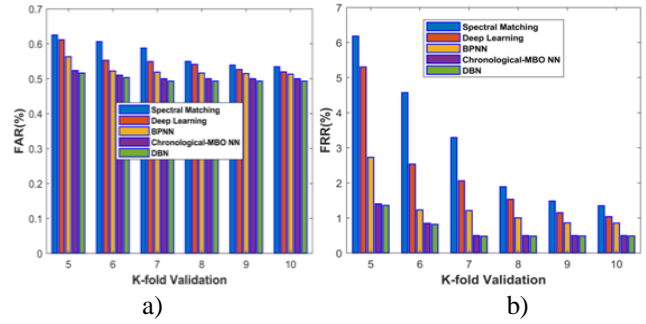 0.7
0.6
0.5
0.4
0.3
0.2
0.1
0
FAR(%)
Spectral Matching
Deep Learning
BPNN
Chronological-MBO NN
DBN
5 6 7 8 9 10
K-fold Validation
a)
7
6
5
4
3
2
1
0
FRR(%)
Spectral Matching
Deep Learning
BPNN
Chronological-MBO NN
DBN
5 6 7 8 9 10
K-fold Validation
b)